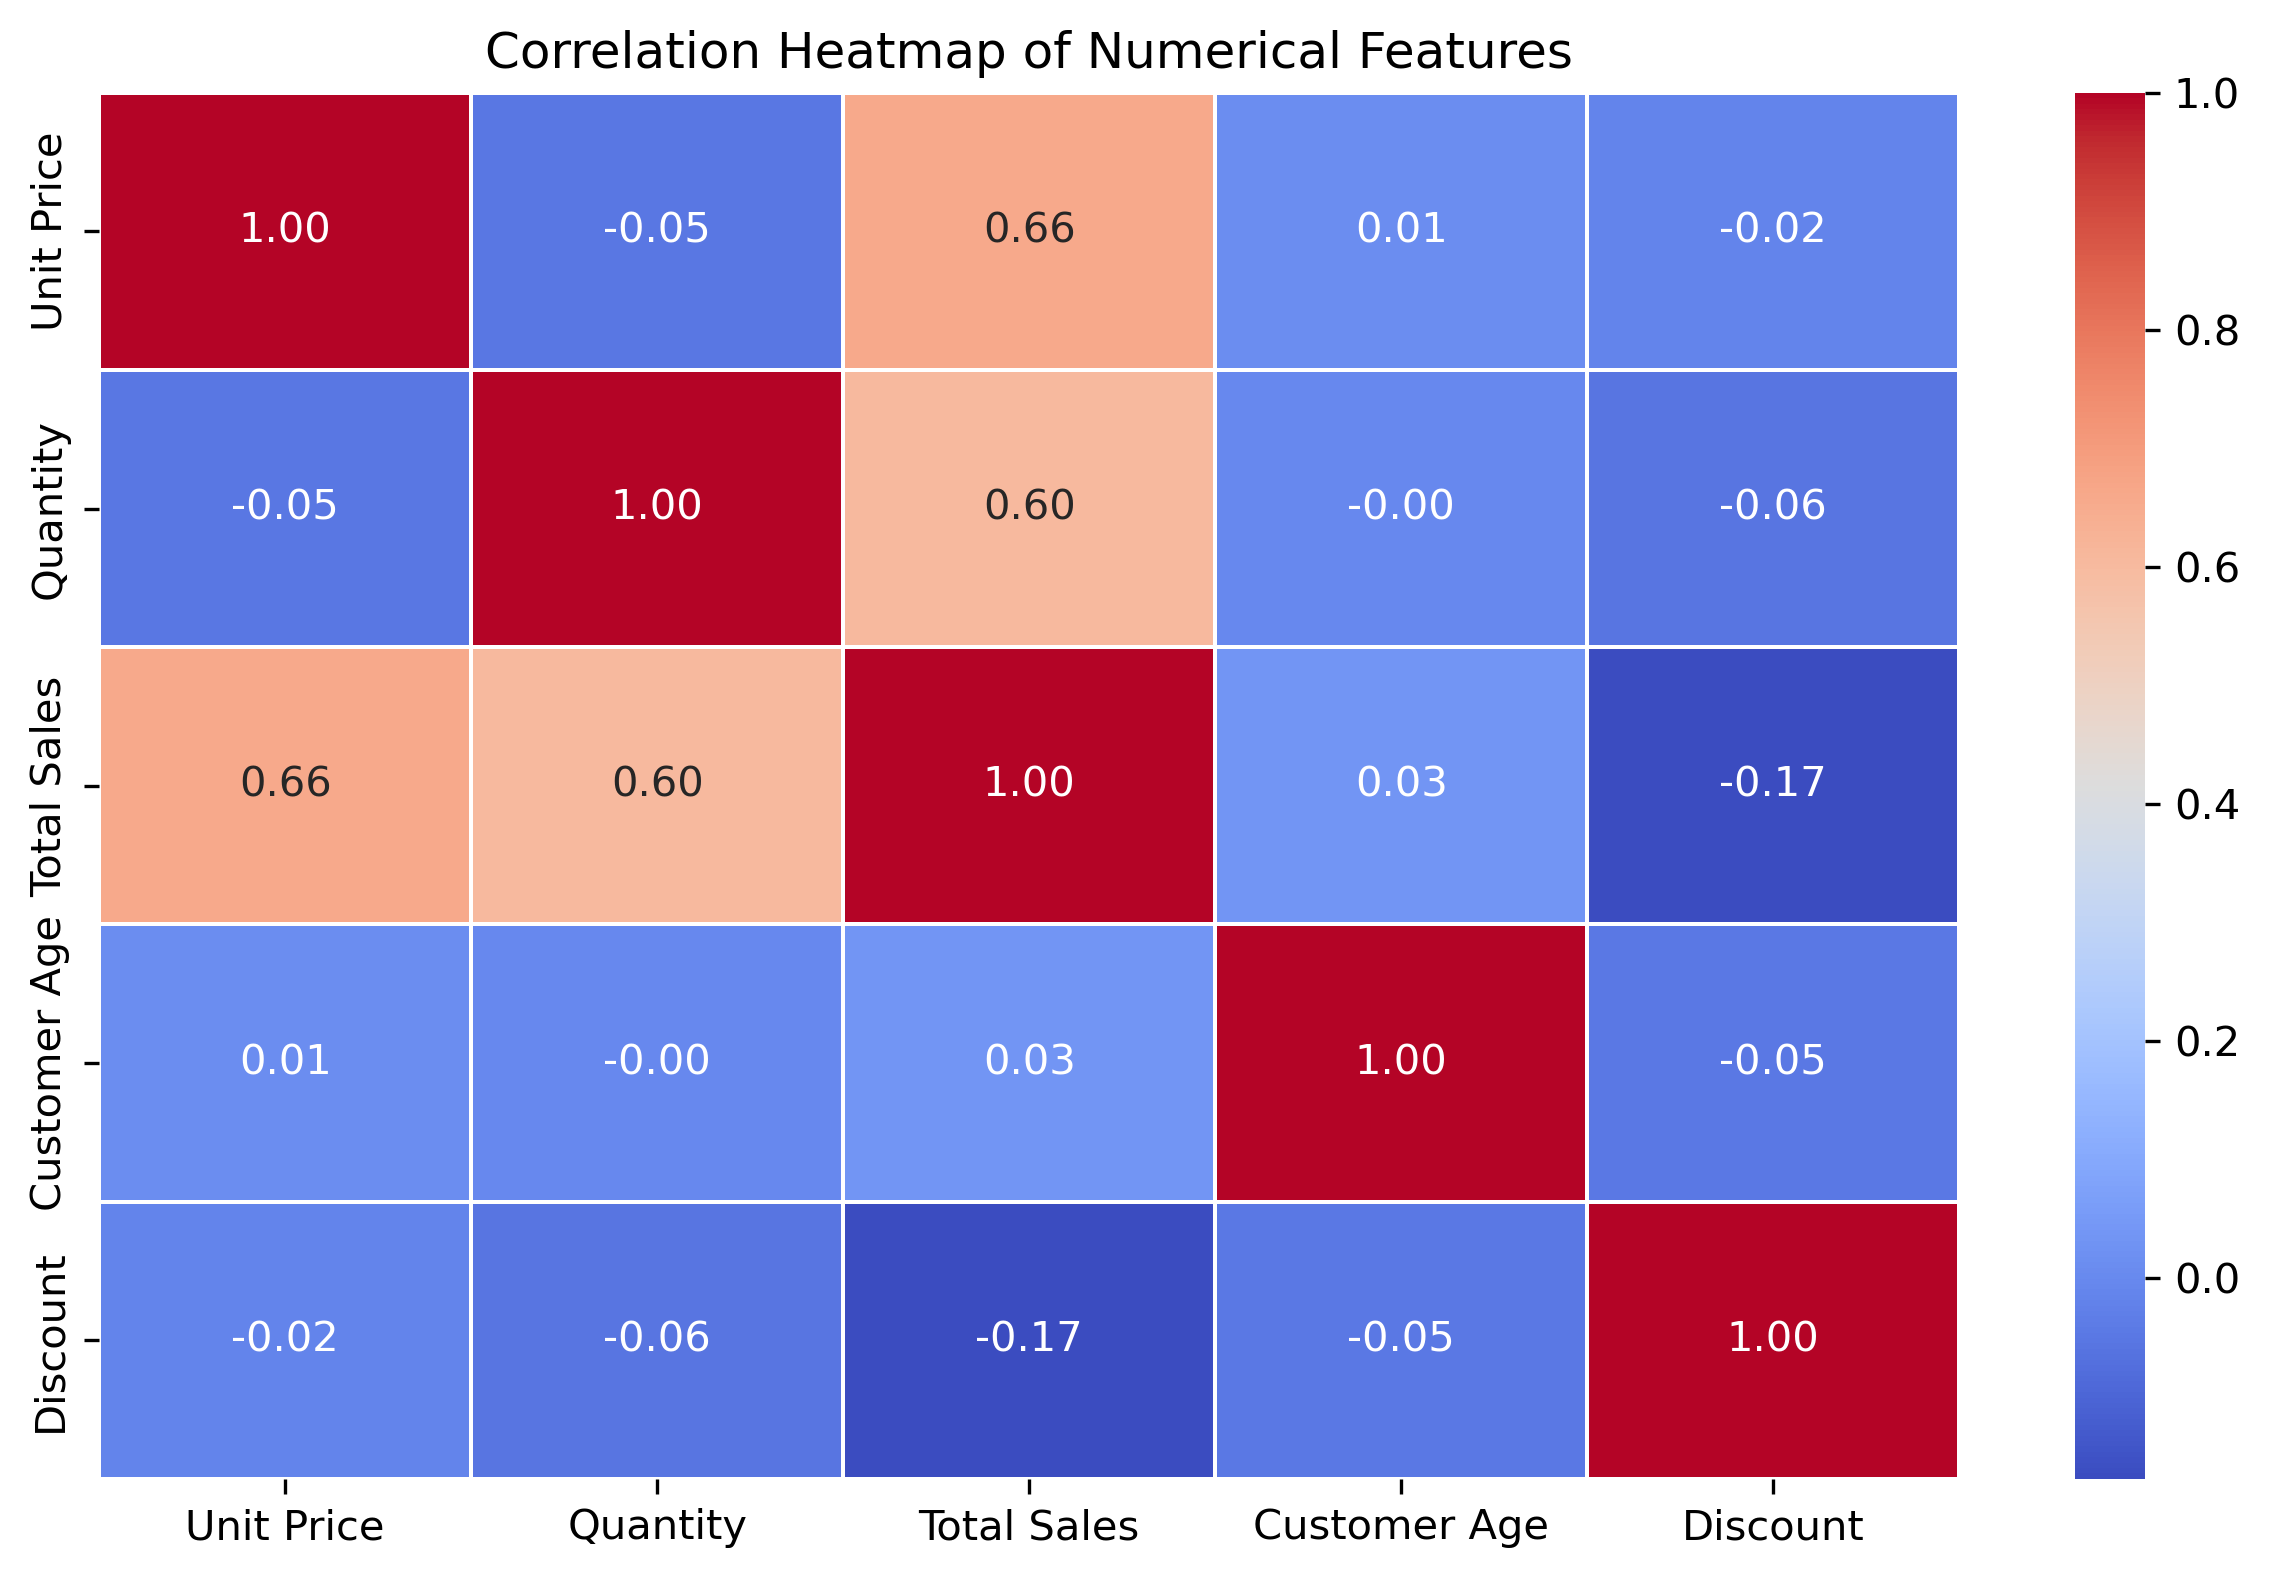 Correlation Heatmap of Numerical Features
Unit Price
1.00 -0.05 0.66 0.01 -0.02
Quantity
-0.05 1.00 0.60 -0.00 -0.06
Total Sales
0.66 0.60 1.00 0.03 -0.17
Customer Age
0.01 -0.00 0.03 1.00 -0.05
Discount
-0.02 -0.06 -0.17 -0.05 1.00
Unit Price Quantity Total Sales Customer Age Discount
1.0
0.8
0.6
0.4
0.2
0.0